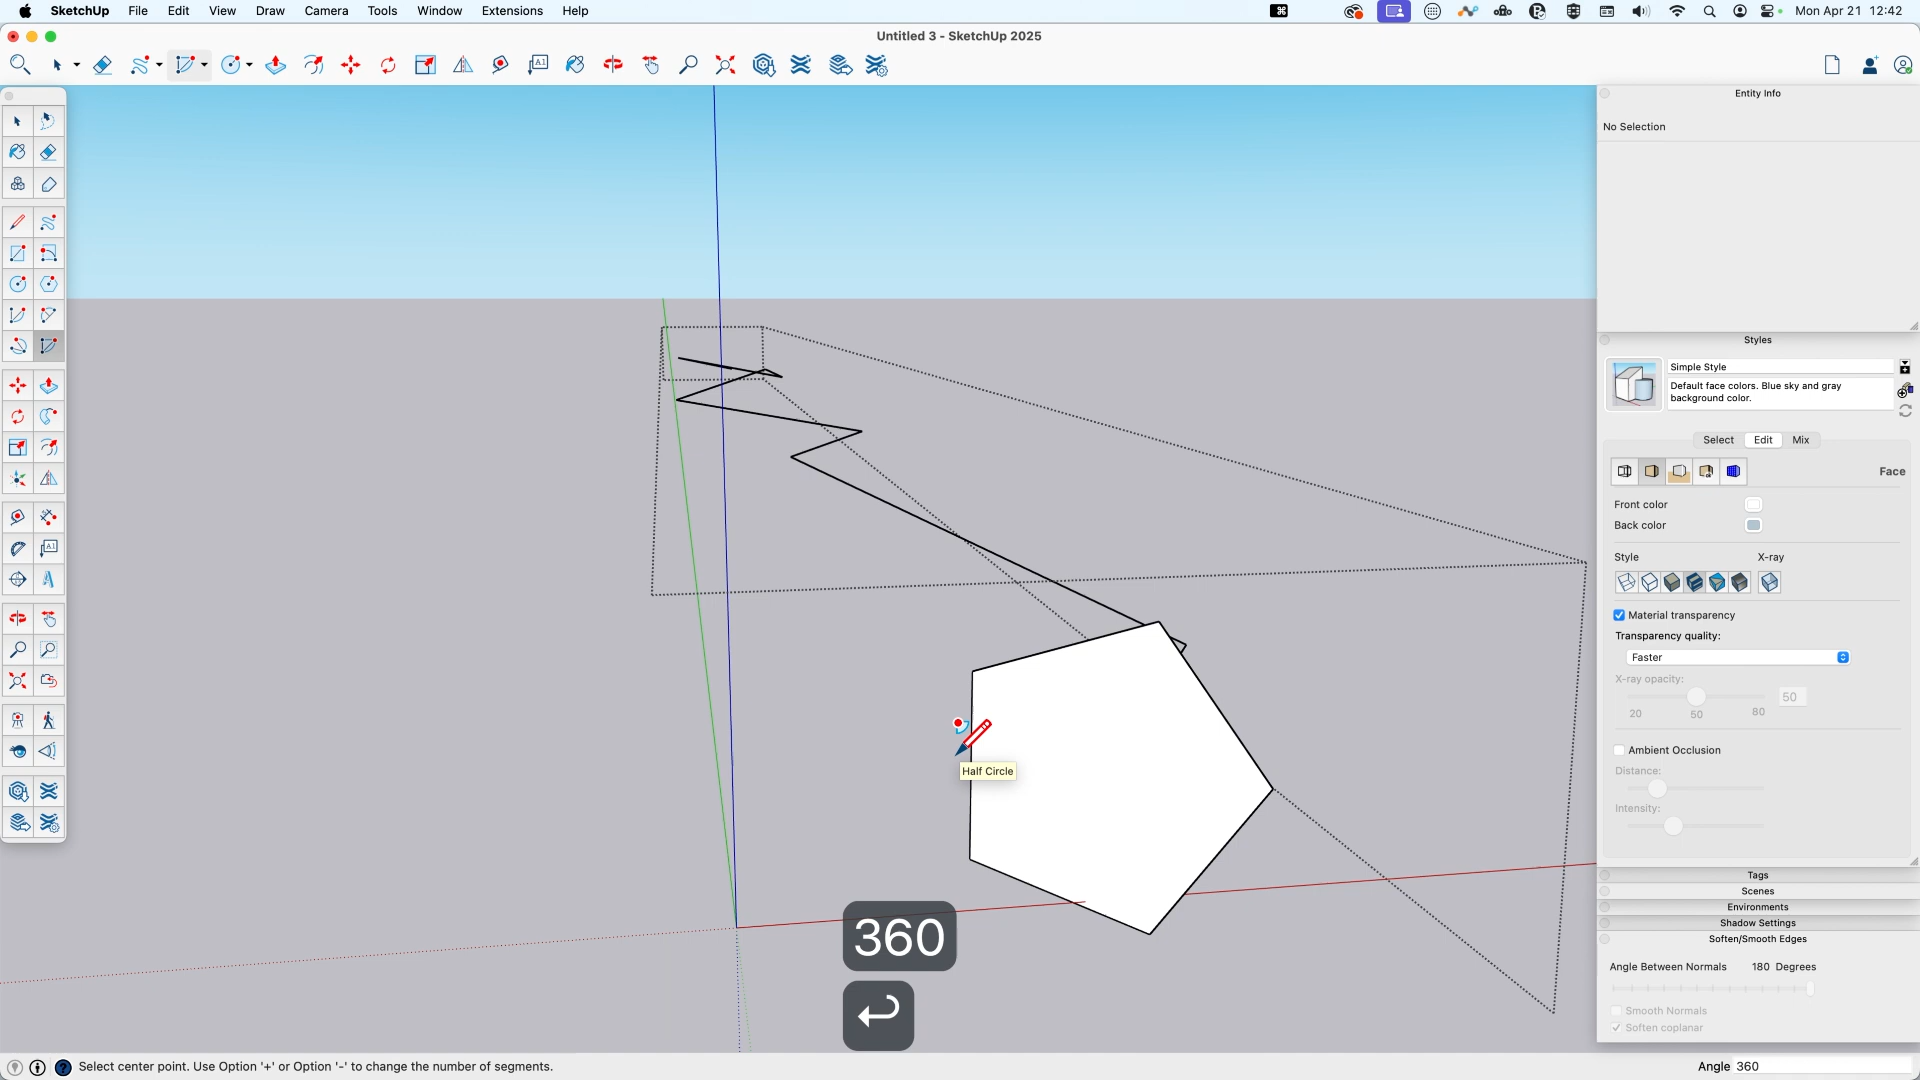 SketchUp File Edit View Draw Camera Tools Window Extensions Help
Mon Apr 21 12:42
Untitled 3 - SketchUp 2025
Entity Info
No Selection
Styles
Simple Style
Default face colors. Blue sky and gray
background color.
Select Edit Mix
Face
Front color
Back color
Style X-ray
Material transparency
Transparency quality:
Faster
X-ray opacity:
50
20 50 80
Ambient Occlusion
Distance:
Intensity:
Half Circle
Tags
Scenes
Environments
Shadow Settings
Soften/Smooth Edges
360
Angle Between Normals 180 Degrees
Smooth Normals
Soften coplanar
Select center point. Use Option '+' or Option '-' to change the number of segments.
Angle 360